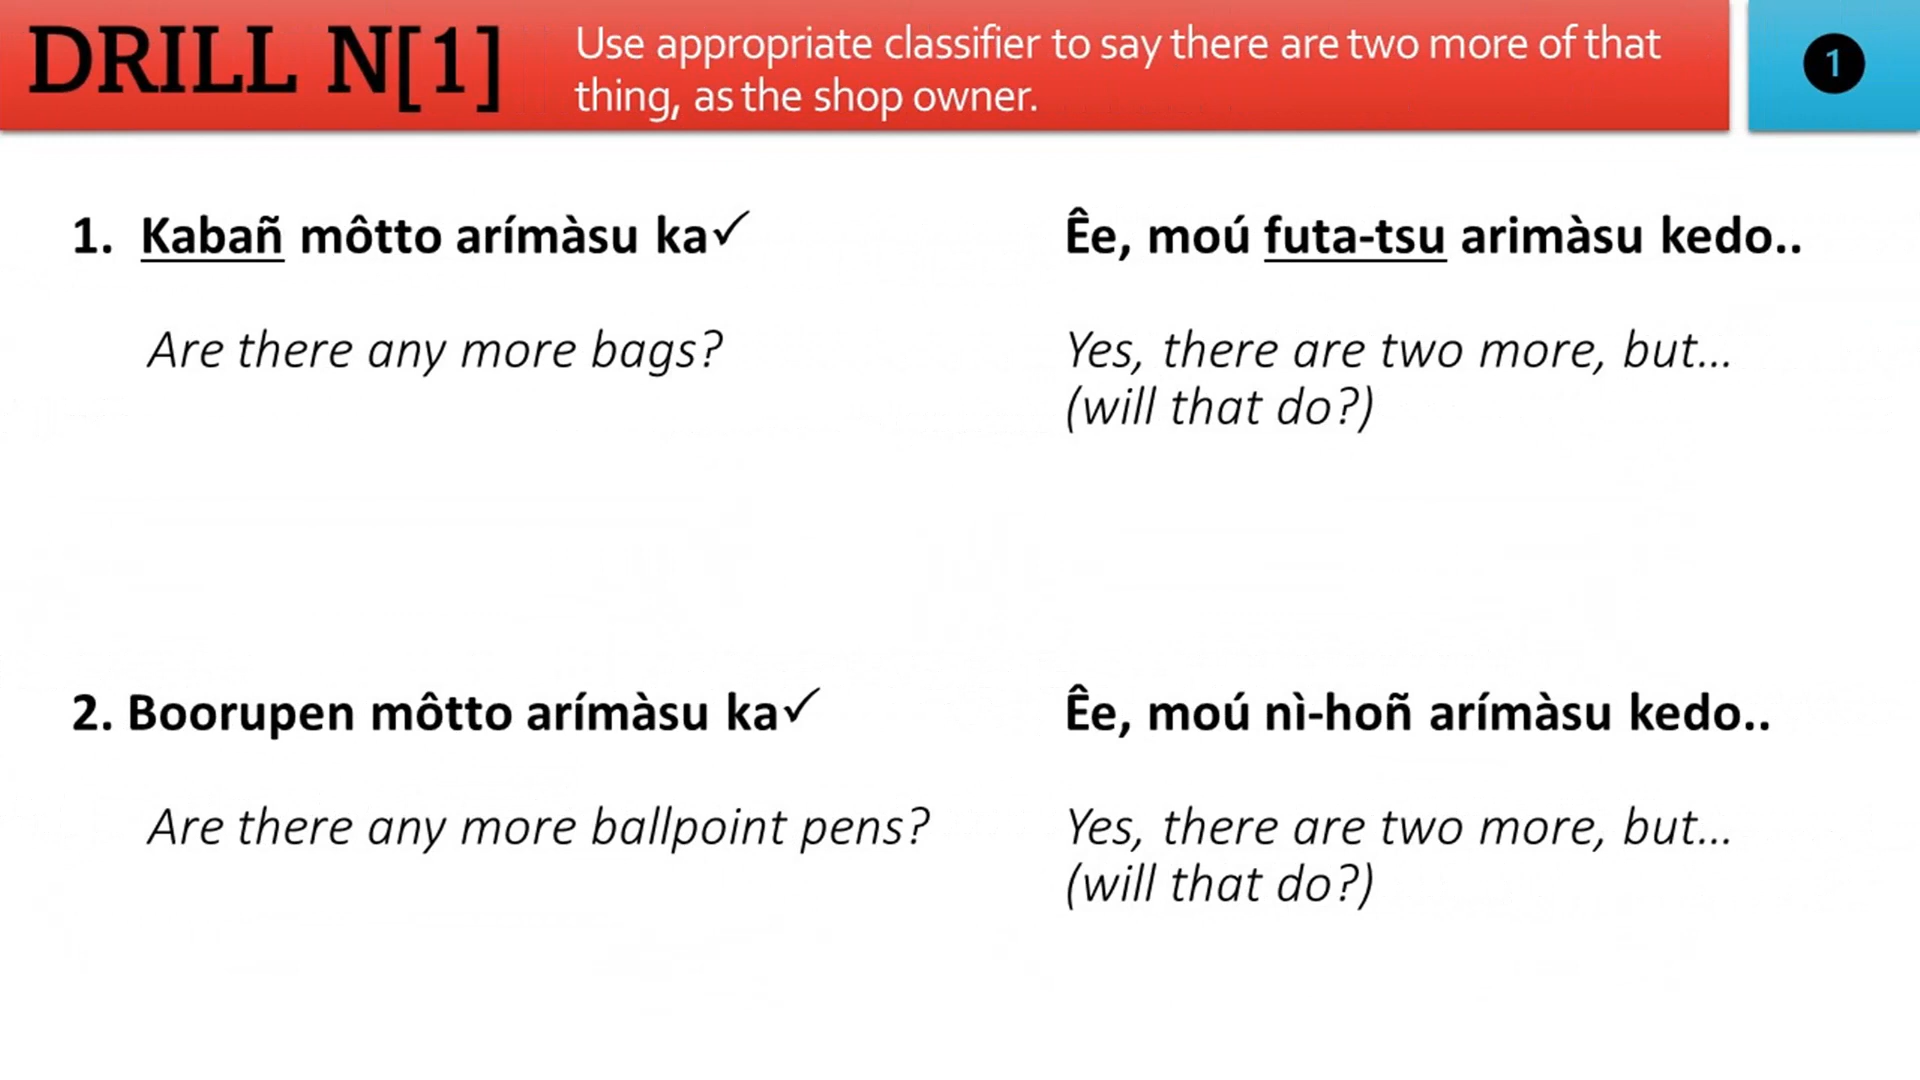 DRILL N[1]
Use appropriate classifier to say there are two more of that
thing, as the shop owner.
1
1. Kabañ môtto arímàsu ka✓
Êe, moú futa-tsu arimàsu kedo..
Are there any more bags?
Yes, there are two more, but...
(will that do?)
2. Boorupen môtto arímàsu ka✓
Êe, moú nì-hoñ arímàsu kedo..
Are there any more ballpoint pens?
Yes, there are two more, but...
(will that do?)